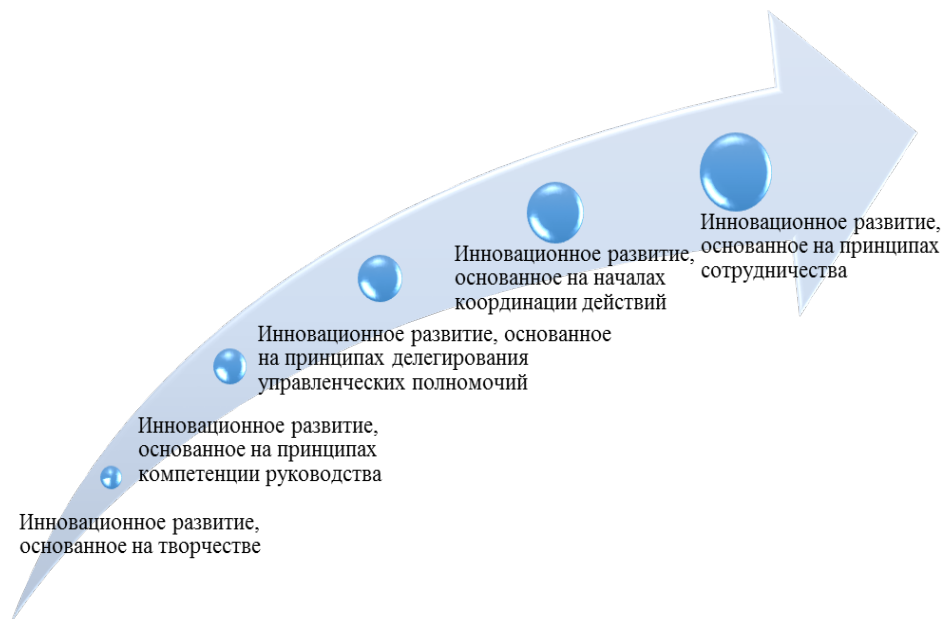 Инновационное развитие,
основанное на принципах
сотрудничества
Инновационное развитие,
основанное на началах
координации действий
Инновационное развитие, основанное
на принципах делегирования
управленческих полномочий
Инновационное развитие,
основанное на принципах
компетенции руководства
Инновационное развитие,
основанное на творчестве